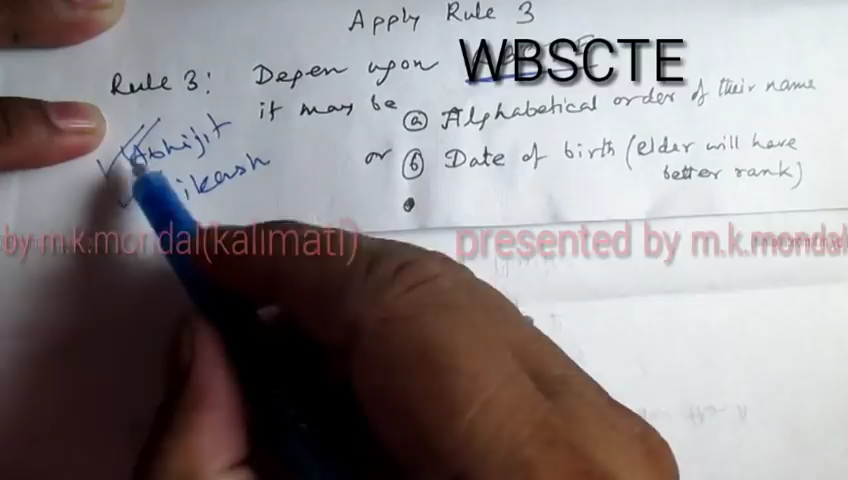 Apply Rule 3
Rule 3: Depen upon WBSCTE
it may be (a) Alphabetical order of their name
or (b) Date of birth (elder will have
better rank)
Abhijit
ikash
by m.k.mondal(kalimati) presented by m.k.mondal